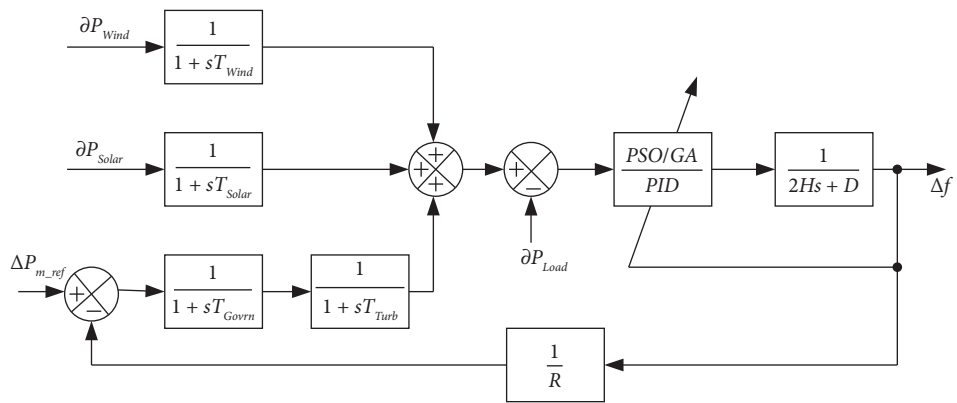 ∂P_Wind
1
1 + sT_Wind
∂P_Solar
1
1 + sT_Solar
+
+ +
+
+
−
∂P_Load
PSO/GA
PID
1
2Hs + D
Δf
ΔP_m_ref
+
−
1
1 + sT_Govrn
1
1 + sT_Turb
1
R